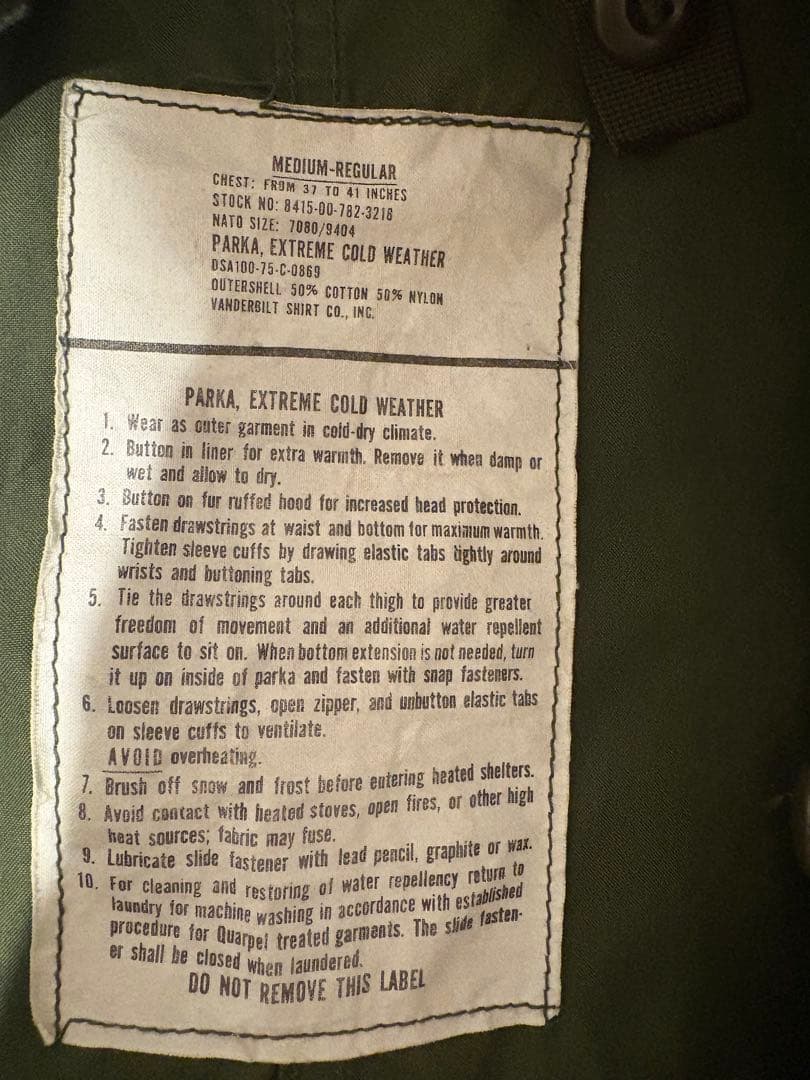 MEDIUM-REGULAR
CHEST: FROM 37 TO 41 INCHES
STOCK NO: 8415-00-782-3218
NATO SIZE: 7080/9404
PARKA, EXTREME COLD WEATHER
DSA100-75-C-0869
OUTERSHELL 50% COTTON 50% NYLON
VANDERBILT SHIRT CO., INC.
PARKA, EXTREME COLD WEATHER
1. Wear as outer garment in cold-dry climate.
2. Button in liner for extra warmth. Remove it when damp or
wet and allow to dry.
3. Button on fur ruffed hood for increased head protection.
4. Fasten drawstrings at waist and bottom for maximum warmth.
Tighten sleeve cuffs by drawing elastic tabs tightly around
wrists and buttoning tabs.
5. Tie the drawstrings around each thigh to provide greater
freedom of movement and an additional water repellent
surface to sit on. When bottom extension is not needed, turn
it up on inside of parka and fasten with snap fasteners.
6. Loosen drawstrings, open zipper, and unbutton elastic tabs
on sleeve cuffs to ventilate.
AVOID overheating.
7. Brush off snow and frost before entering heated shelters.
8. Avoid contact with heated stoves, open fires, or other high
heat sources; fabric may fuse.
9. Lubricate slide fastener with lead pencil, graphite or wax.
10. For cleaning and restoring of water repellency return to
laundry for machine washing in accordance with established
procedure for Quarpel treated garments. The slide fasten-
er shall be closed when laundered.
DO NOT REMOVE THIS LABEL